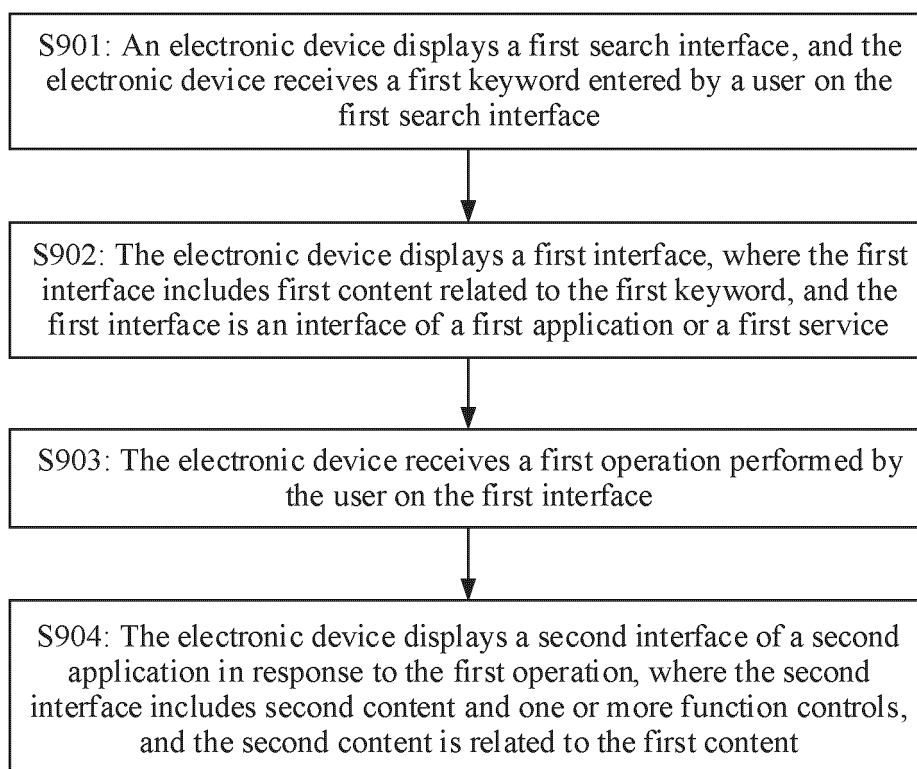 S901: An electronic device displays a first search interface, and the
electronic device receives a first keyword entered by a user on the
first search interface
S902: The electronic device displays a first interface, where the first
interface includes first content related to the first keyword, and the
first interface is an interface of a first application or a first service
S903: The electronic device receives a first operation performed by
the user on the first interface
S904: The electronic device displays a second interface of a second
application in response to the first operation, where the second
interface includes second content and one or more function controls,
and the second content is related to the first content